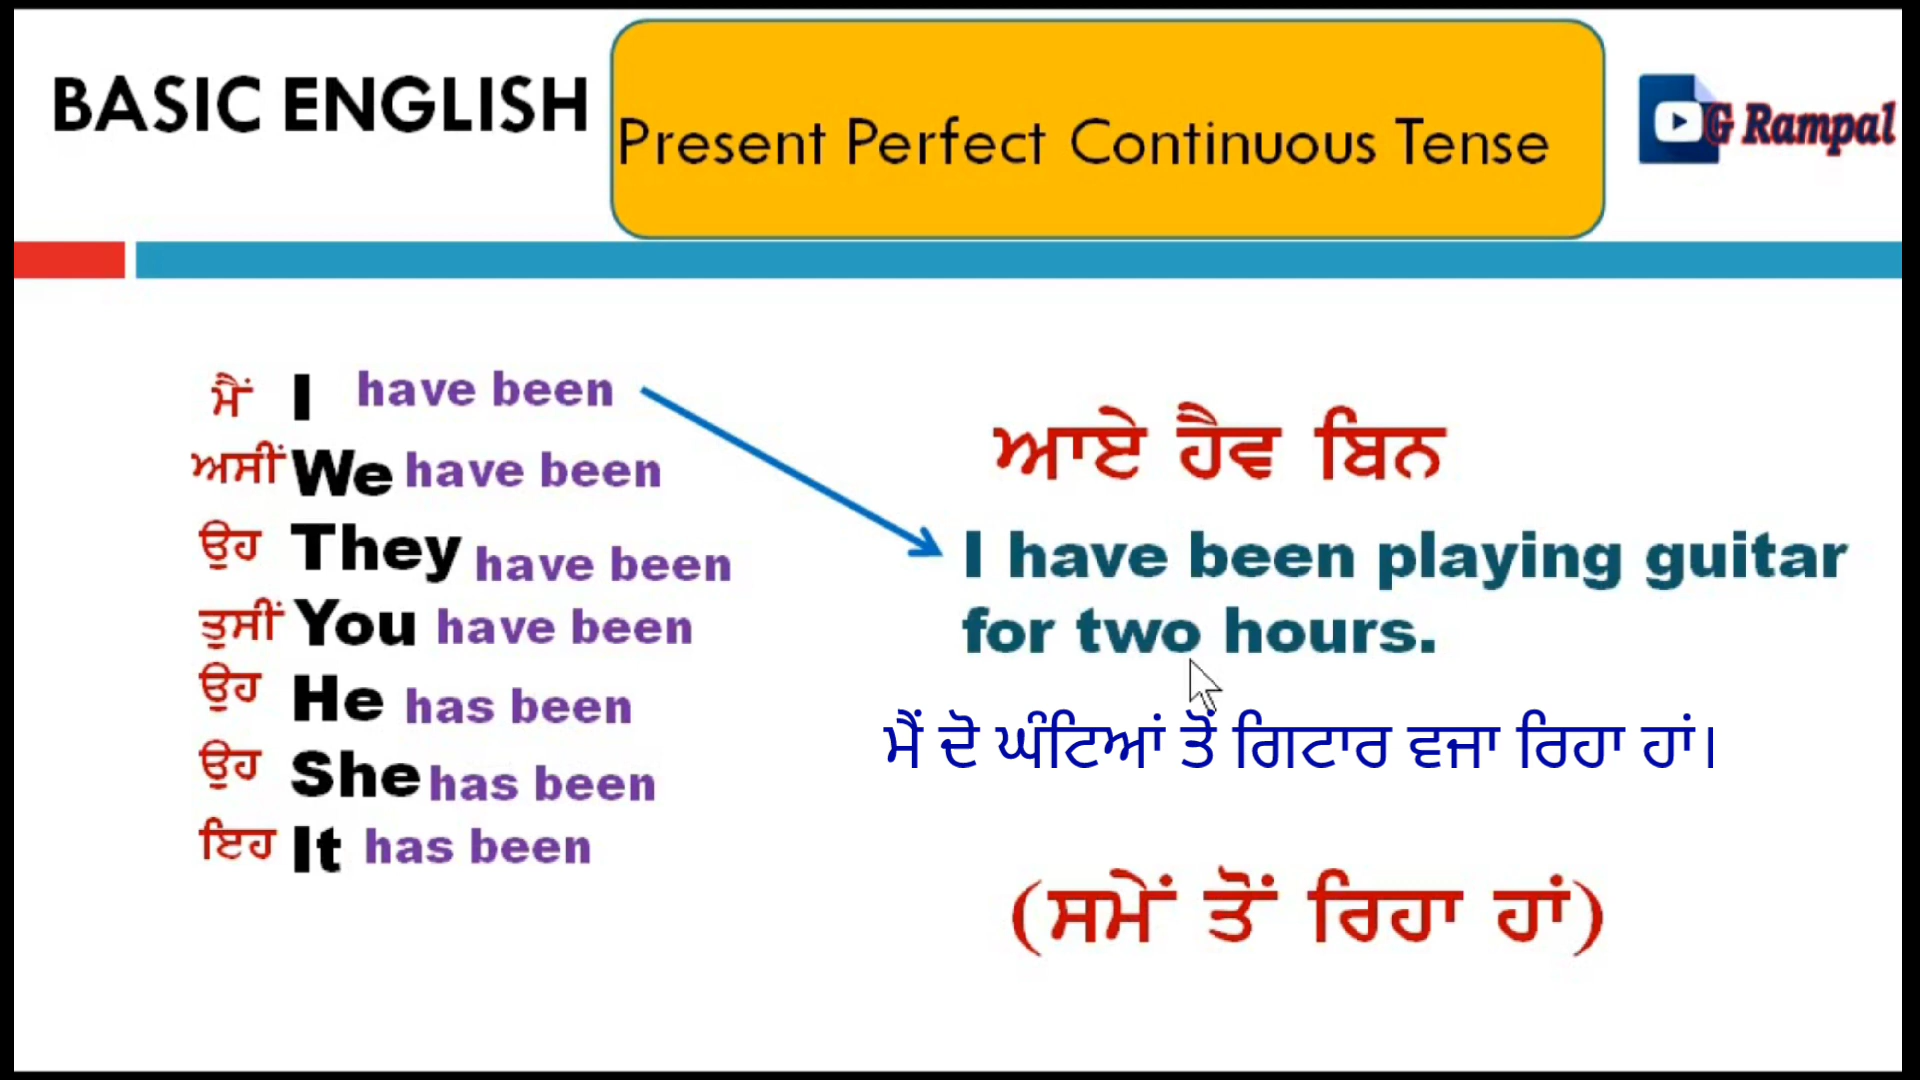 BASIC ENGLISH
Present Perfect Continuous Tense
G Rampal
ਮੈਂ I have been
ਅਸੀਂ We have been
ਉਹ They have been
ਤੁਸੀਂ You have been
ਉਹ He has been
ਉਹ She has been
ਇਹ It has been
ਆਏ ਹੈਵ ਬਿਨ
I have been playing guitar
for two hours.
ਮੈਂ ਦੋ ਘੰਟਿਆਂ ਤੋਂ ਗਿਟਾਰ ਵਜਾ ਰਿਹਾ ਹਾਂ।
(ਸਮੇਂ ਤੋਂ ਰਿਹਾ ਹਾਂ)